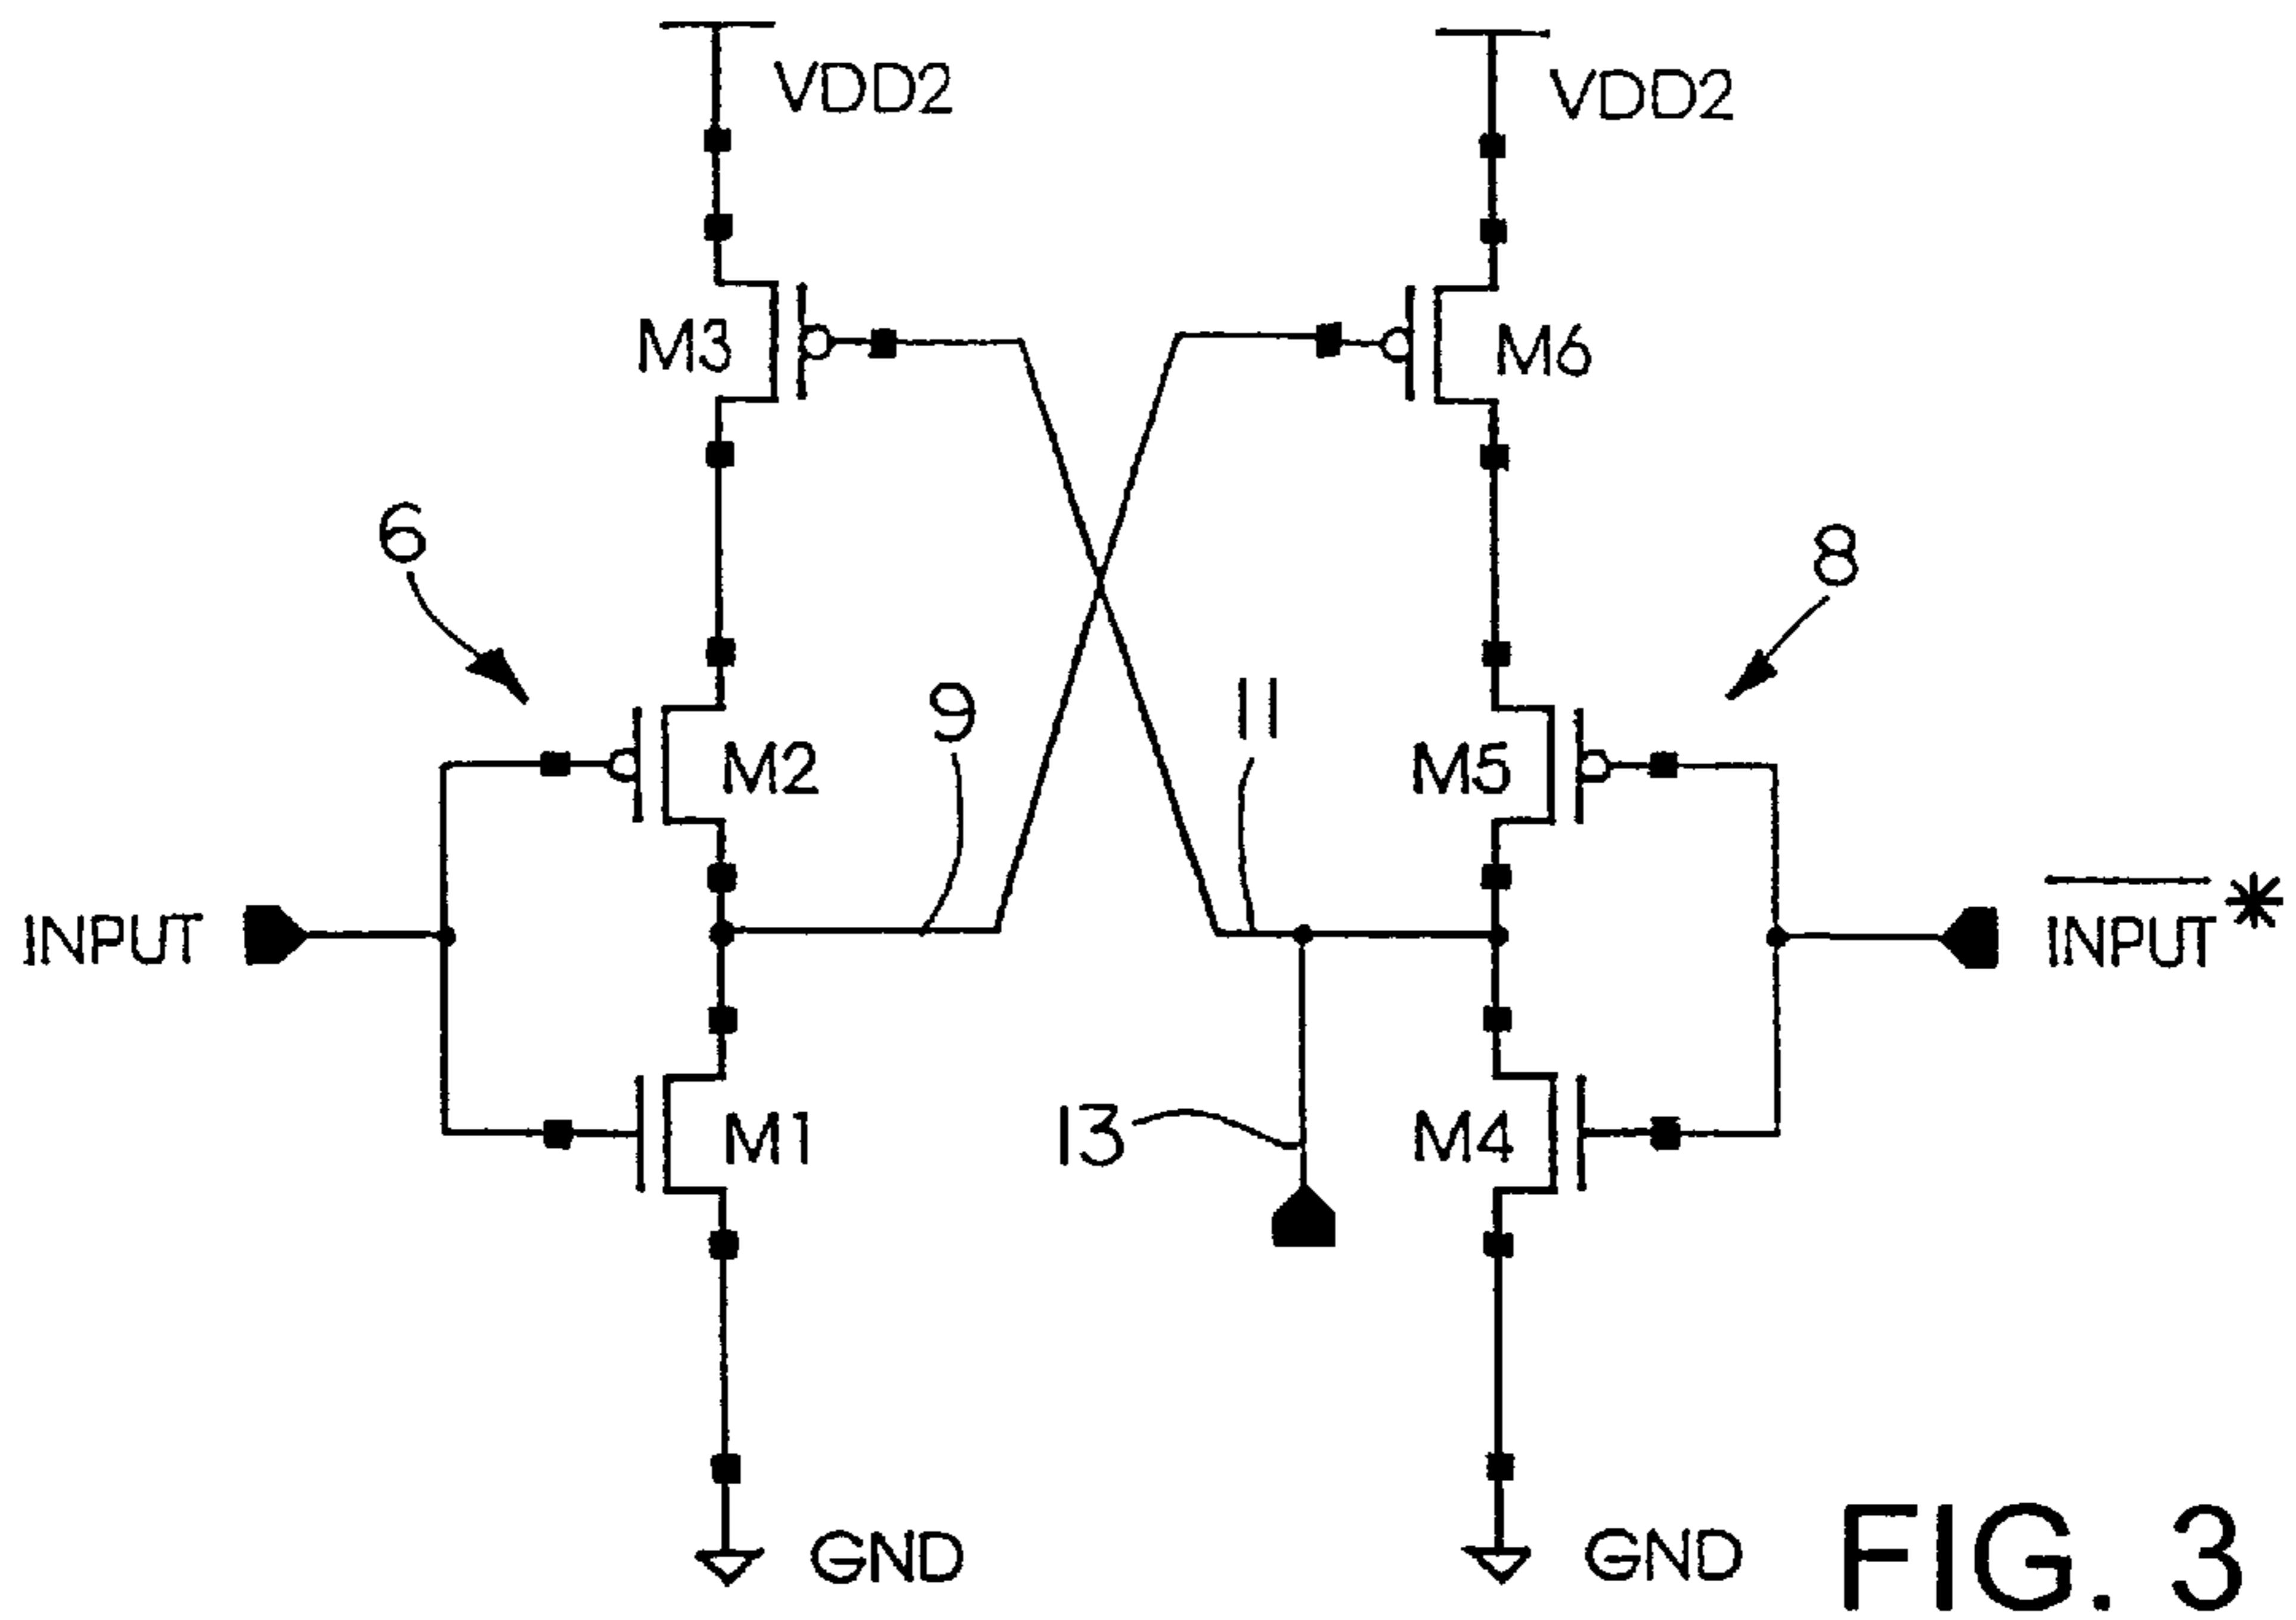 VDD2
VDD2
M3
M6
6
8
9
11
M2
M5
INPUT
INPUT*
M1
13
M4
GND
GND
FIG. 3